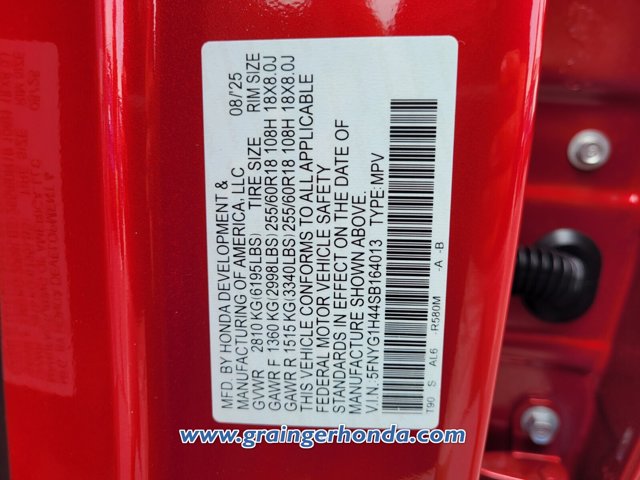 MFD. BY HONDA DEVELOPMENT & 08/'25
MANUFACTURING OF AMERICA, LLC
GVWR 2810 KG(6195LBS) TIRE SIZE RIM SIZE
GAWR F 1360 KG(2998LBS) 255/60R18 108H 18X8.0J
GAWR R 1515 KG(3340LBS) 255/60R18 108H 18X8.0J
THIS VEHICLE CONFORMS TO ALL APPLICABLE
FEDERAL MOTOR VEHICLE SAFETY
STANDARDS IN EFFECT ON THE DATE OF
MANUFACTURE SHOWN ABOVE.
V.I.N.:5FNYG1H44SB164013 TYPE: MPV
T90 S AL6 R580M -A -B
www.graingerhonda.com